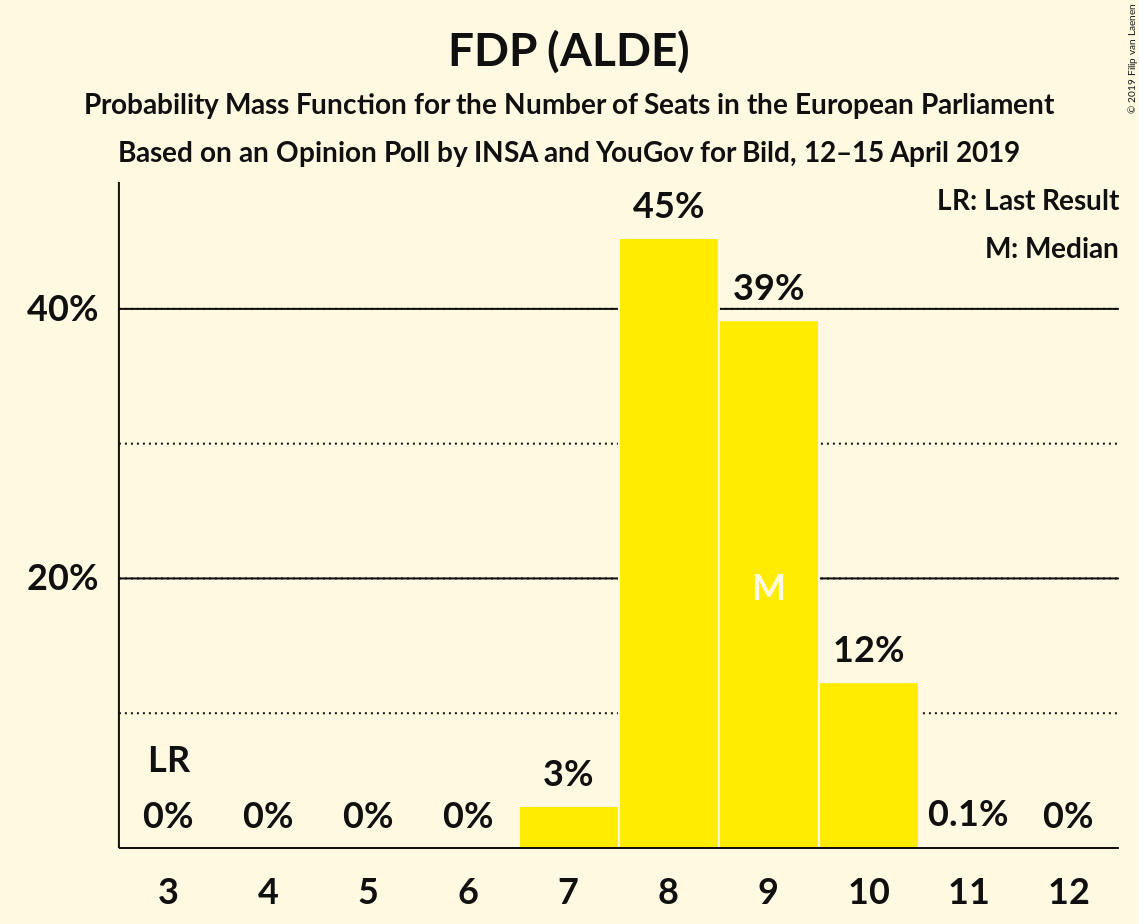 FDP (ALDE)
Probability Mass Function for the Number of Seats in the European Parliament
Based on an Opinion Poll by INSA and YouGov for Bild, 12–15 April 2019
© 2019 Filip van Laenen
LR: Last Result
M: Median
45%
39%
40%
20%
M
12%
LR
3%
0%
0%
0%
0%
0.1%
0%
3 4 5 6 7 8 9 10 11 12